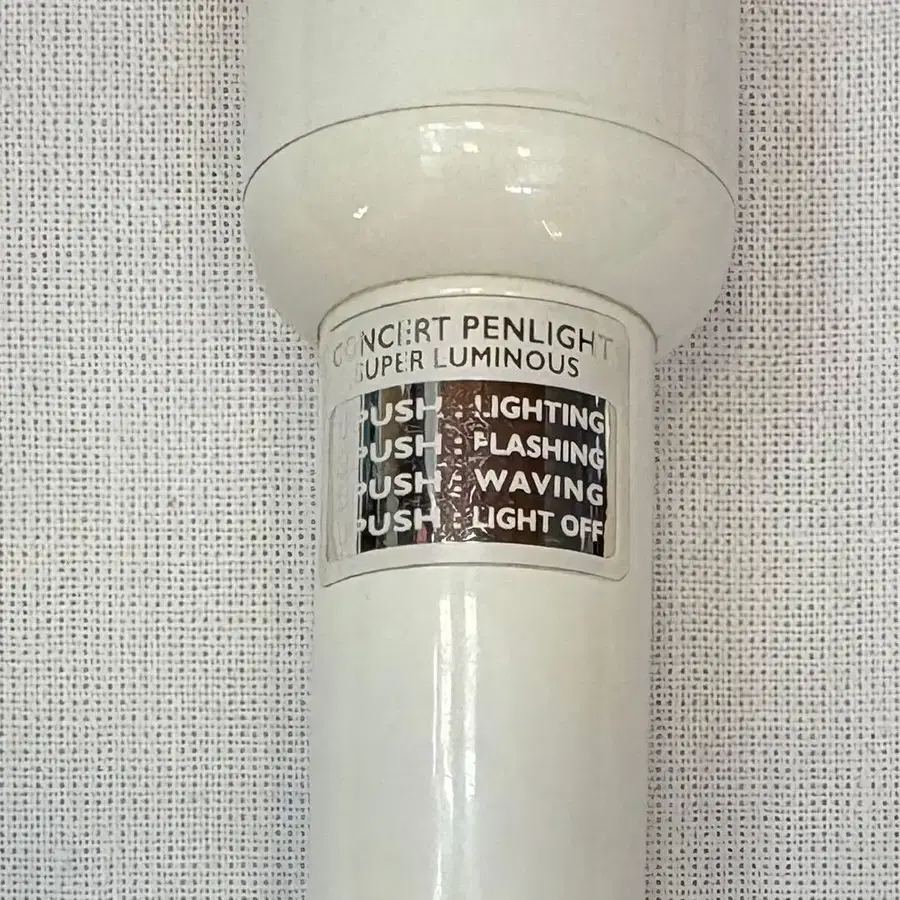 CONCERT PENLIGHT
SUPER LUMINOUS
PUSH : LIGHTING
PUSH : FLASHING
PUSH : WAVING
PUSH : LIGHT OFF